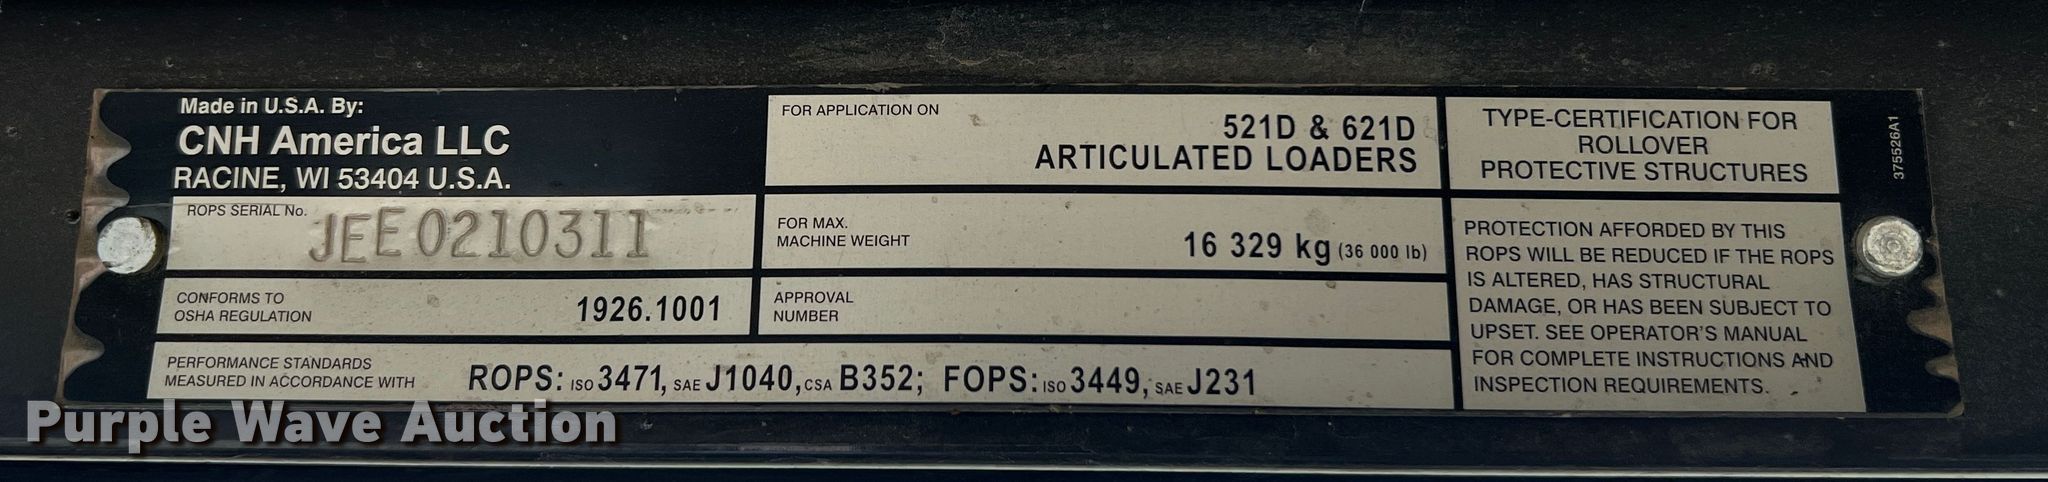 Made in U.S.A. By:
CNH America LLC
RACINE, WI 53404 U.S.A.
ROPS SERIAL No.
JEE0210311
CONFORMS TO
OSHA REGULATION
1926.1001
FOR APPLICATION ON
521D & 621D
ARTICULATED LOADERS
FOR MAX.
MACHINE WEIGHT
16 329 kg (36 000 lb)
APPROVAL
NUMBER
PERFORMANCE STANDARDS
MEASURED IN ACCORDANCE WITH
ROPS: ISO 3471, SAE J1040, CSA B352; FOPS: ISO 3449, SAE J231
TYPE-CERTIFICATION FOR
ROLLOVER
PROTECTIVE STRUCTURES
PROTECTION AFFORDED BY THIS
ROPS WILL BE REDUCED IF THE ROPS
IS ALTERED, HAS STRUCTURAL
DAMAGE, OR HAS BEEN SUBJECT TO
UPSET. SEE OPERATOR'S MANUAL
FOR COMPLETE INSTRUCTIONS AND
INSPECTION REQUIREMENTS.
375526A1
Purple Wave Auction